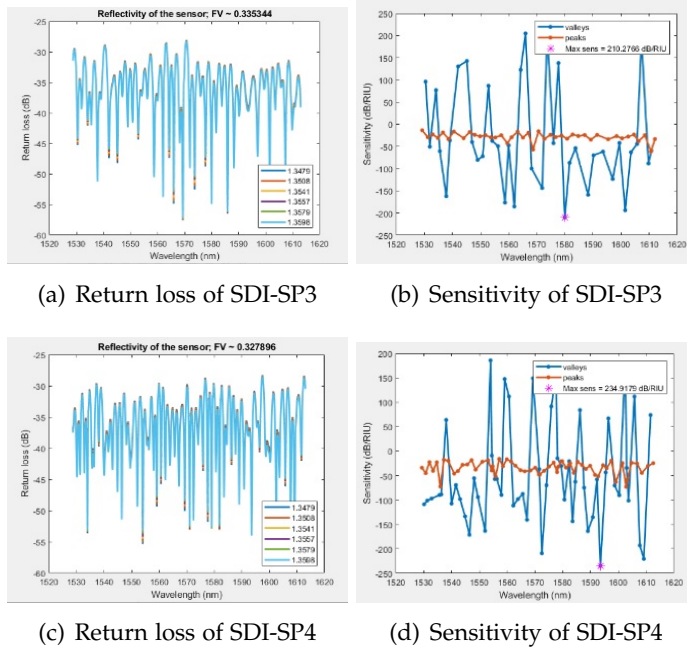 Reflectivity of the sensor; FV ~ 0.335344
-25
-30
-35
-40
-45
-50
-55
-60
Return loss (dB)
1.3479
1.3508
1.3541
1.3557
1.3579
1.3598
1520 1530 1540 1550 1560 1570 1580 1590 1600 1610 1620
Wavelength (nm)
(a) Return loss of SDI-SP3
250
200
150
100
50
0
-50
-100
-150
-200
-250
Sensitivity (dB/RIU)
valleys
peaks
Max sens = 210.2766 dB/RIU
1520 1530 1540 1550 1560 1570 1580 1590 1600 1610 1620
Wavelength (nm)
(b) Sensitivity of SDI-SP3
Reflectivity of the sensor; FV ~ 0.327896
-25
-30
-35
-40
-45
-50
-55
-60
Return loss (dB)
1.3479
1.3508
1.3541
1.3557
1.3579
1.3598
1520 1530 1540 1550 1560 1570 1580 1590 1600 1610 1620
Wavelength (nm)
(c) Return loss of SDI-SP4
200
150
100
50
0
-50
-100
-150
-200
-250
Sensitivity (dB/RIU)
valleys
peaks
Max sens = 234.9179 dB/RIU
1520 1530 1540 1550 1560 1570 1580 1590 1600 1610 1620
Wavelength (nm)
(d) Sensitivity of SDI-SP4